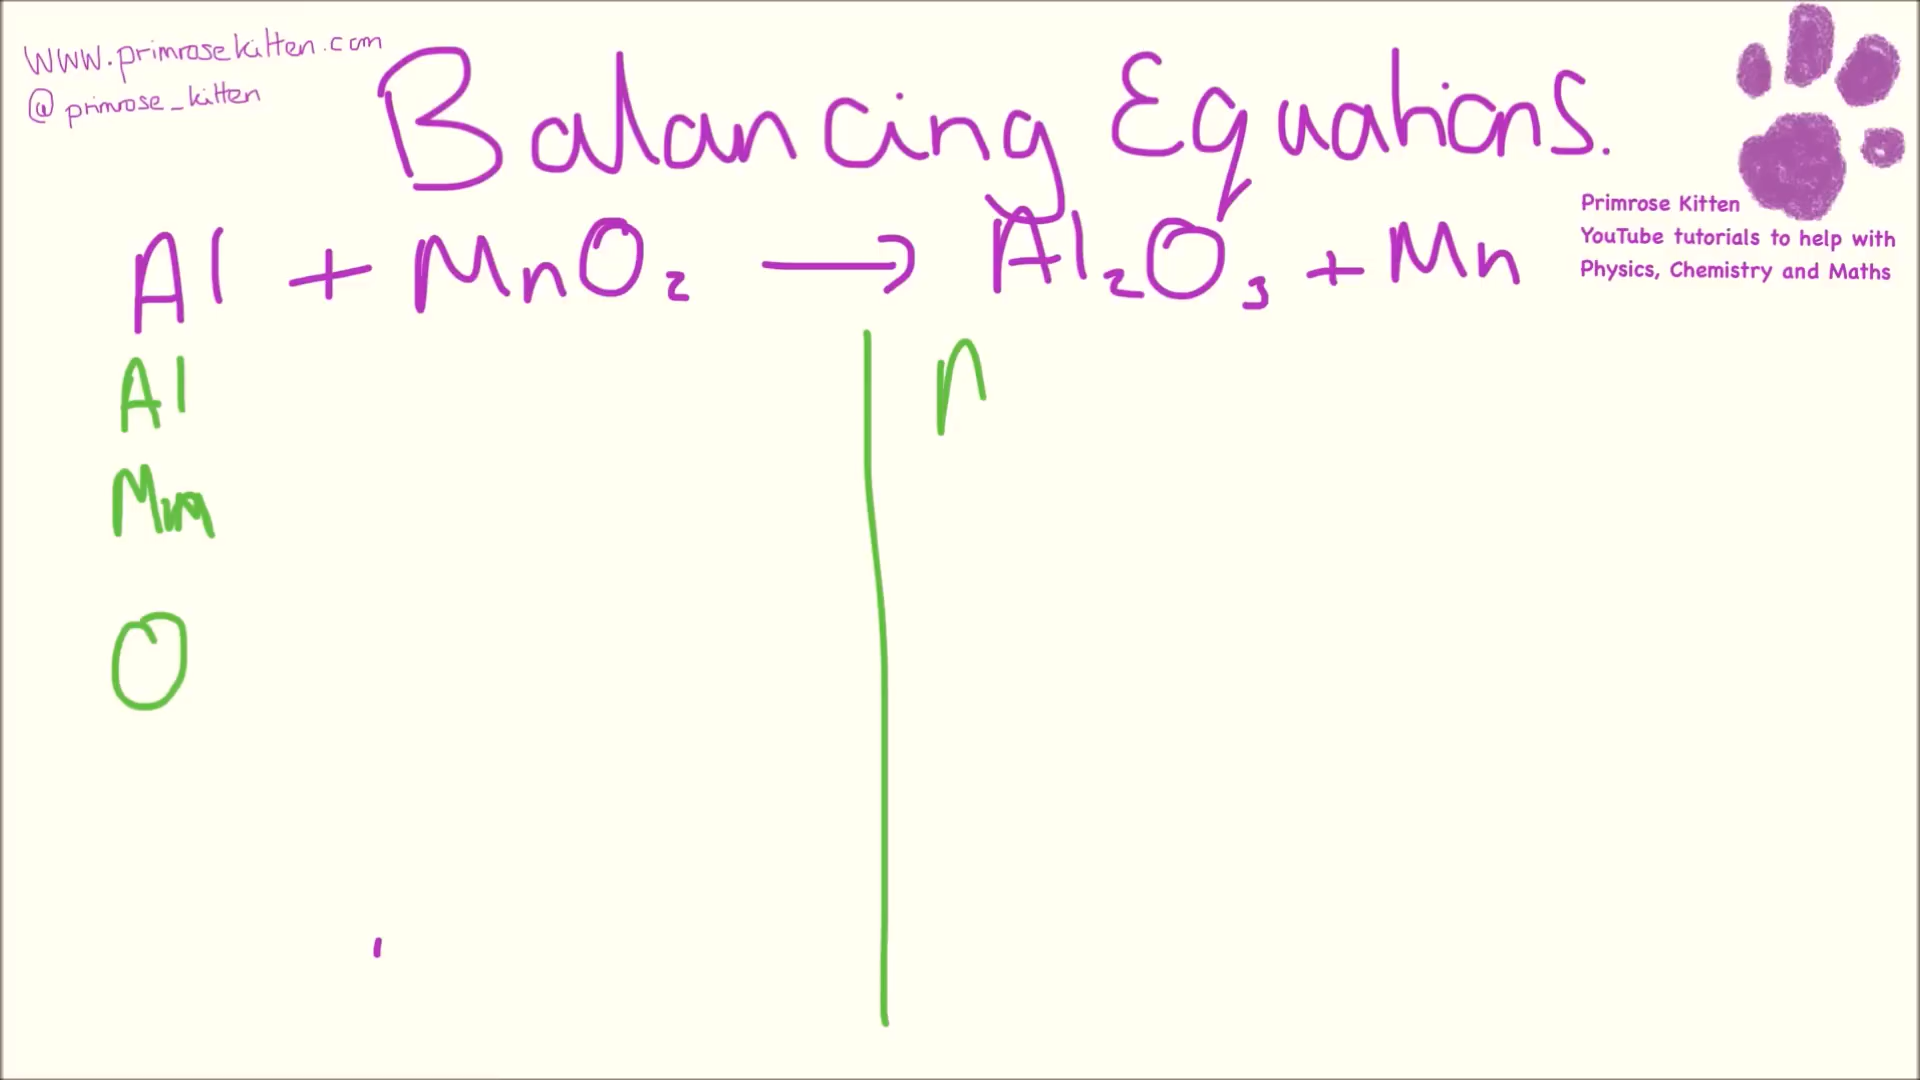 www.primrosekitten.com
@primrose_kitten
Balancing Equations.
Primrose Kitten
YouTube tutorials to help with
Physics, Chemistry and Maths
Al + MnO₂ → Al₂O₃ + Mn
Al
Mn
O